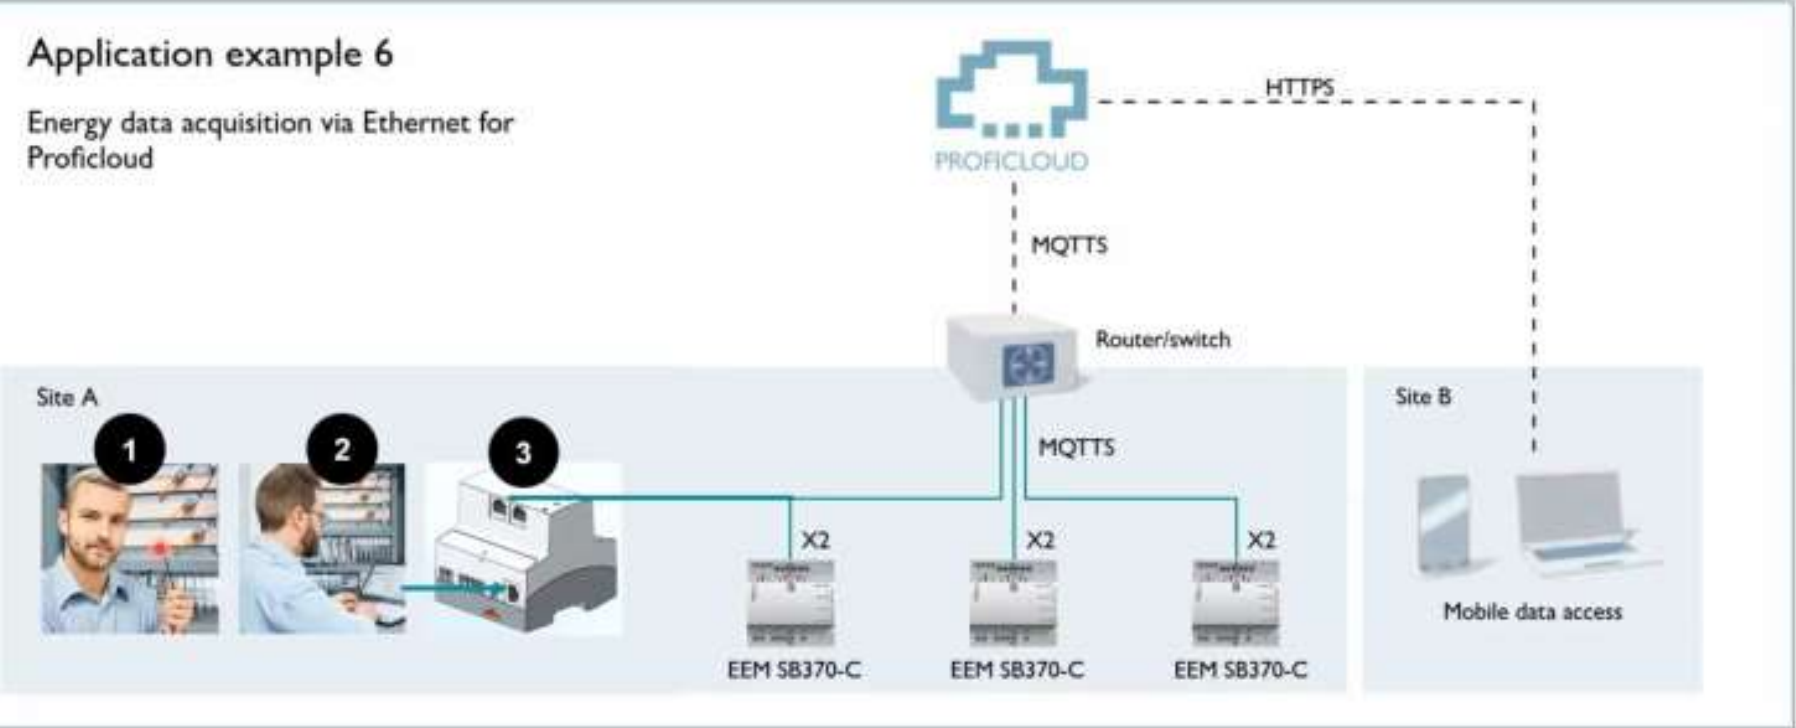 Application example 6
Energy data acquisition via Ethernet for
Proficloud
HTTPS
PROFICLOUD
MQTTS
Router/switch
Site A
Site B
1
2
3
MQTTS
X2
X2
X2
Mobile data access
EEM SB370-C
EEM SB370-C
EEM SB370-C